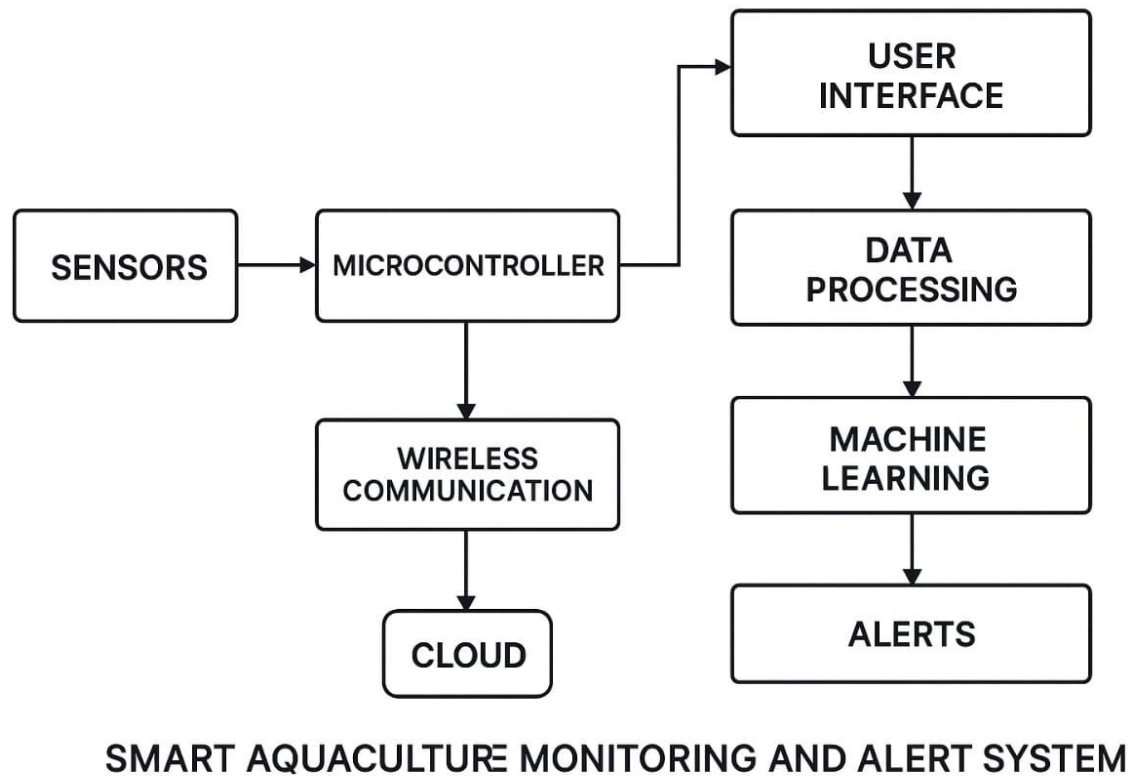 USER
INTERFACE
SENSORS
MICROCONTROLLER
DATA
PROCESSING
WIRELESS
COMMUNICATION
MACHINE
LEARNING
CLOUD
ALERTS
SMART AQUACULTURE MONITORING AND ALERT SYSTEM